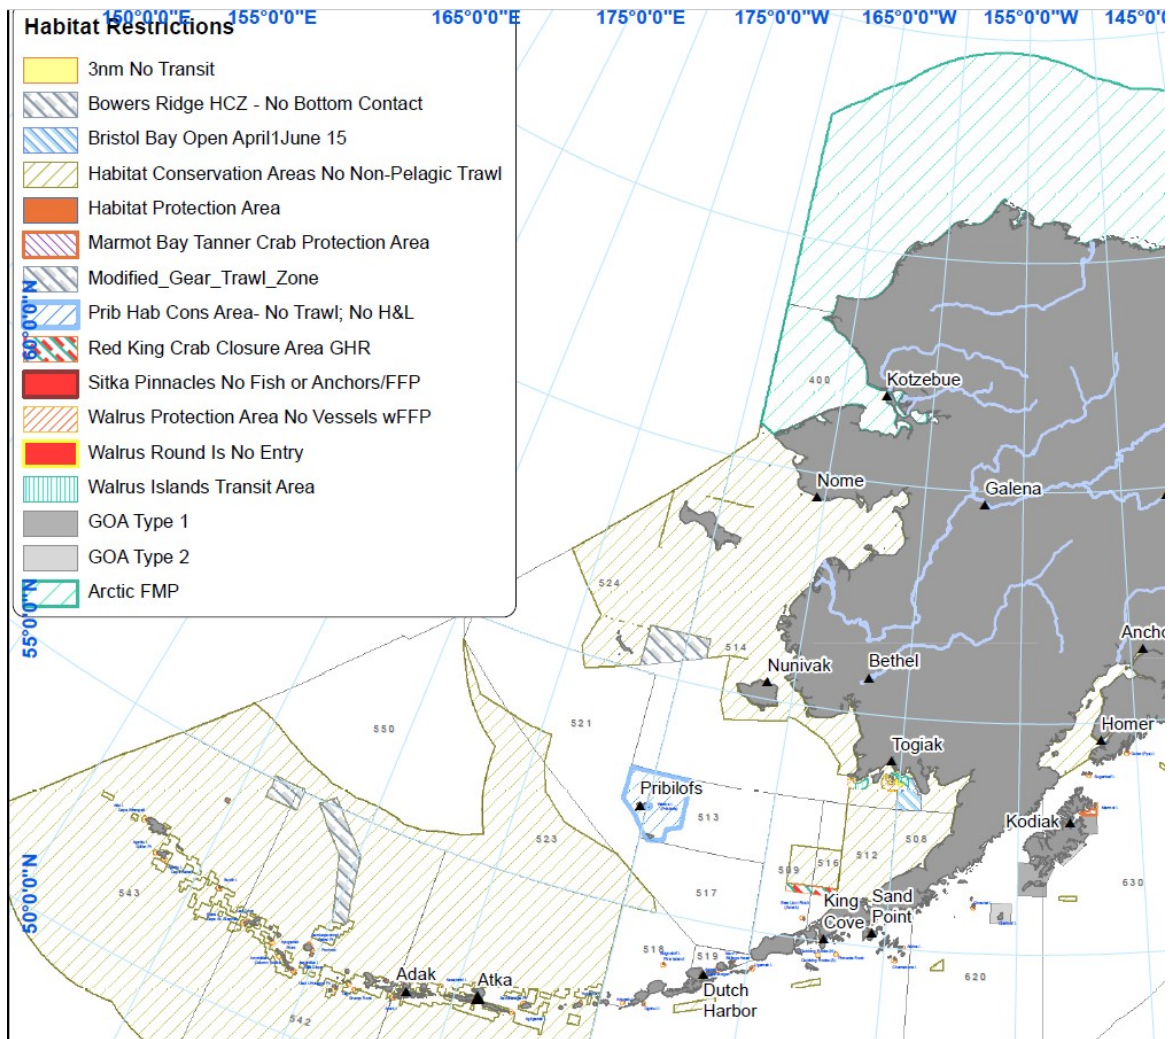 160°0'0"E
155°0'0"E
165°0'0"E
175°0'0"E
175°0'0"W
165°0'0"W
155°0'0"W
145°0'0"
Habitat Restrictions
3nm No Transit
Bowers Ridge HCZ - No Bottom Contact
Bristol Bay Open April1June 15
Habitat Conservation Areas No Non-Pelagic Trawl
Habitat Protection Area
Marmot Bay Tanner Crab Protection Area
Modified_Gear_Trawl_Zone
Prib Hab Cons Area- No Trawl; No H&L
Red King Crab Closure Area GHR
Sitka Pinnacles No Fish or Anchors/FFP
Walrus Protection Area No Vessels wFFP
Walrus Round Is No Entry
Walrus Islands Transit Area
GOA Type 1
GOA Type 2
Arctic FMP
60°0'0"N
55°0'0"N
50°0'0"N
400
Kotzebue
Nome
Galena
524
514
Nunivak
Bethel
Ancho
521
550
Homer
Togiak
Pribilofs
513
Kodiak
523
508
512
516
509
543
517
630
King
Cove
Sand
Point
518
519
620
Adak
Atka
Dutch
Harbor
542